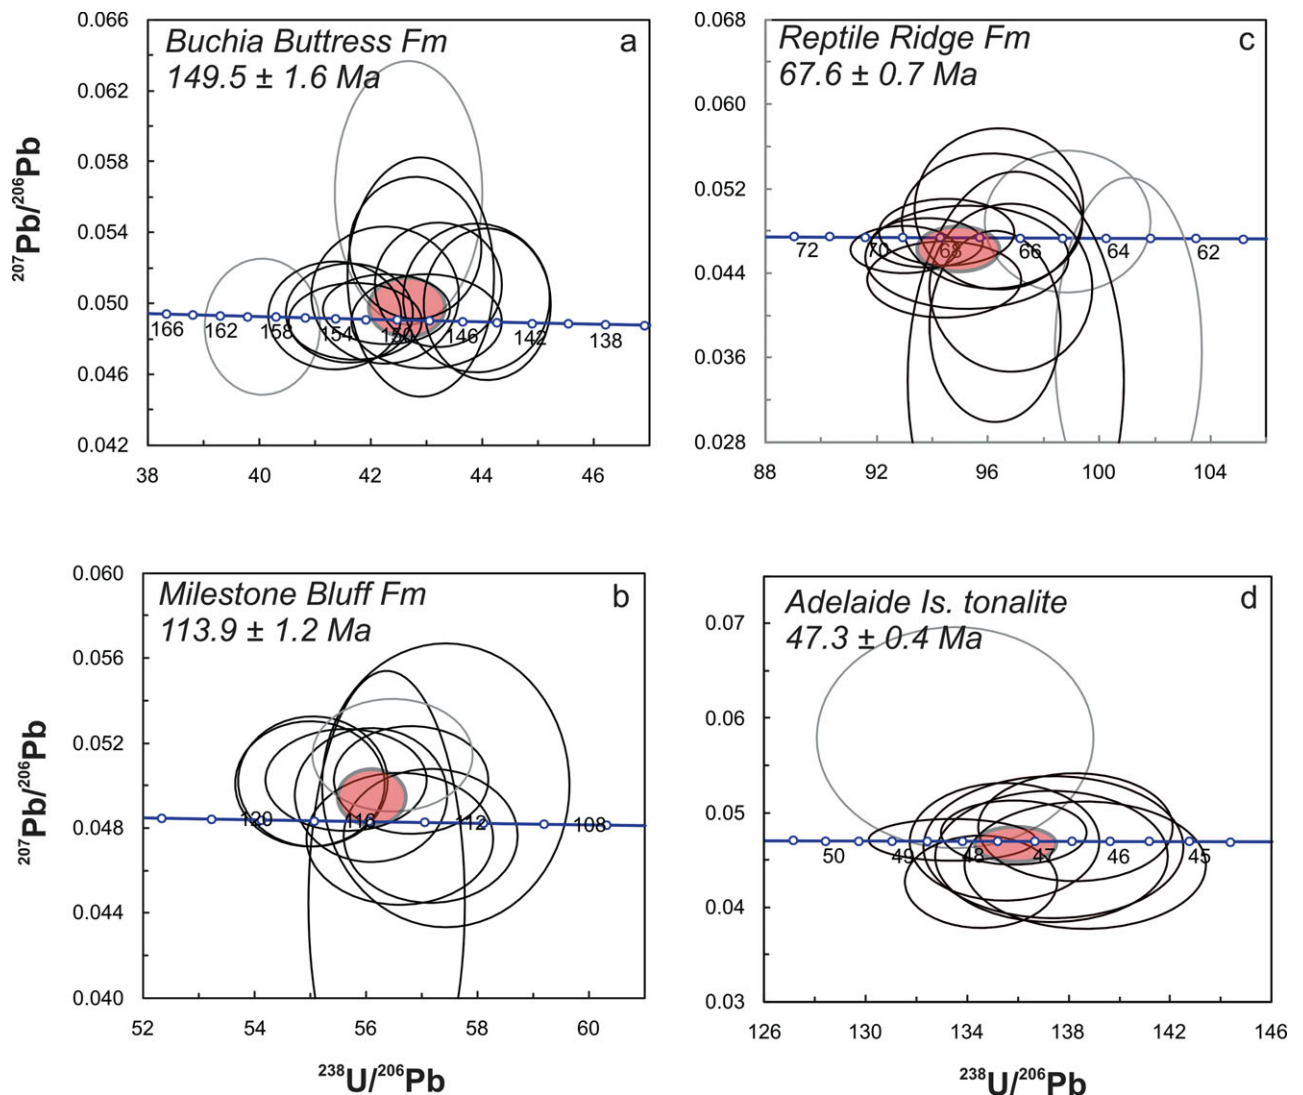 Buchia Buttress Fm
149.5 ± 1.6 Ma
a
0.066
0.062
0.058
0.054
0.050
0.046
0.042
207Pb/206Pb
166 162 158 154 150 146 142 138
38 40 42 44 46
Reptile Ridge Fm
67.6 ± 0.7 Ma
c
0.068
0.060
0.052
0.044
0.036
0.028
72 70 68 66 64 62
88 92 96 100 104
Milestone Bluff Fm
113.9 ± 1.2 Ma
b
0.060
0.056
0.052
0.048
0.044
0.040
207Pb/206Pb
120 116 112 108
52 54 56 58 60
238U/206Pb
Adelaide Is. tonalite
47.3 ± 0.4 Ma
d
0.07
0.06
0.05
0.04
0.03
50 49 48 47 46 45
126 130 134 138 142 146
238U/206Pb